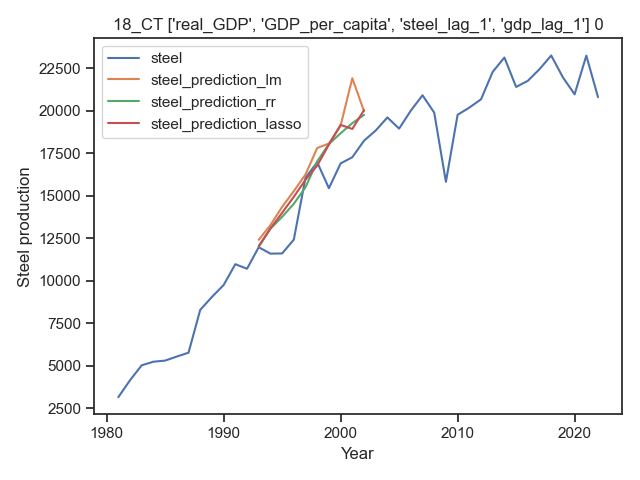 18_CT ['real_GDP', 'GDP_per_capita', 'steel_lag_1', 'gdp_lag_1'] 0
steel
steel_prediction_lm
steel_prediction_rr
steel_prediction_lasso
Steel production
22500
20000
17500
15000
12500
10000
7500
5000
2500
1980
1990
2000
2010
2020
Year